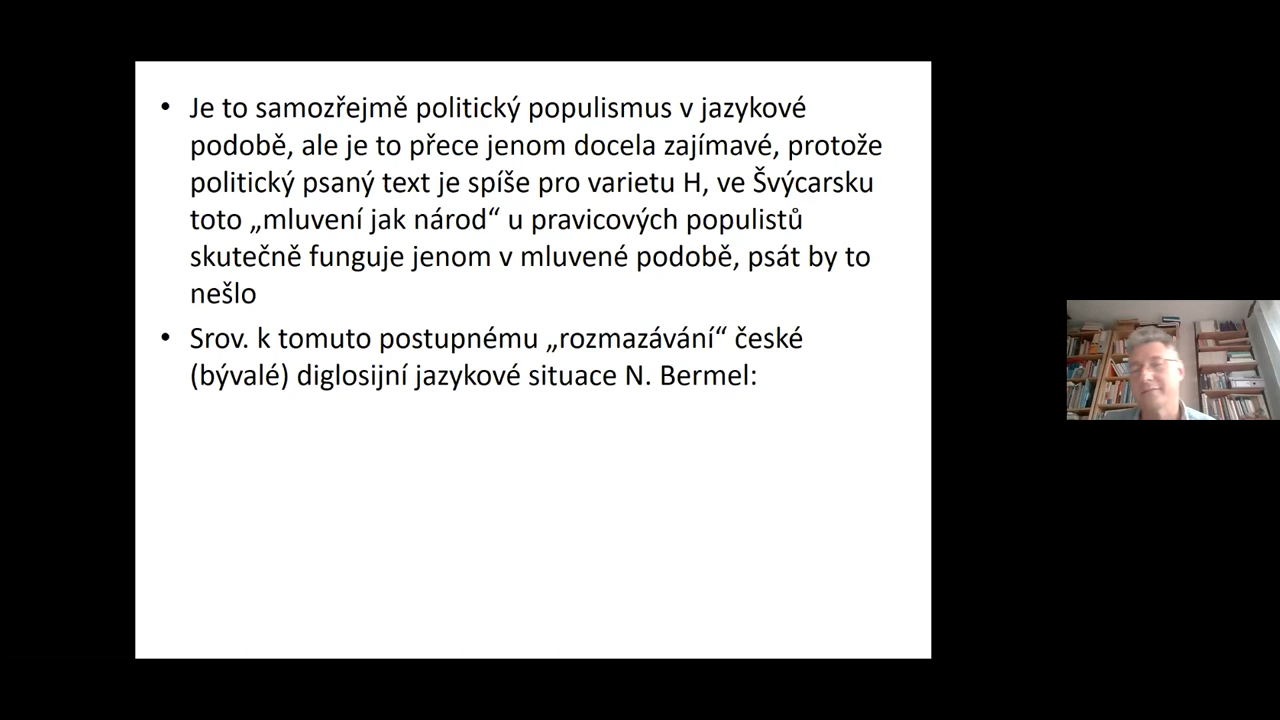 • Je to samozřejmě politický populismus v jazykové
podobě, ale je to přece jenom docela zajímavé, protože
politický psaný text je spíše pro varietu H, ve Švýcarsku
toto „mluvení jak národ“ u pravicových populistů
skutečně funguje jenom v mluvené podobě, psát by to
nešlo
• Srov. k tomuto postupnému „rozmazávání“ české
(bývalé) diglosijní jazykové situace N. Bermel: